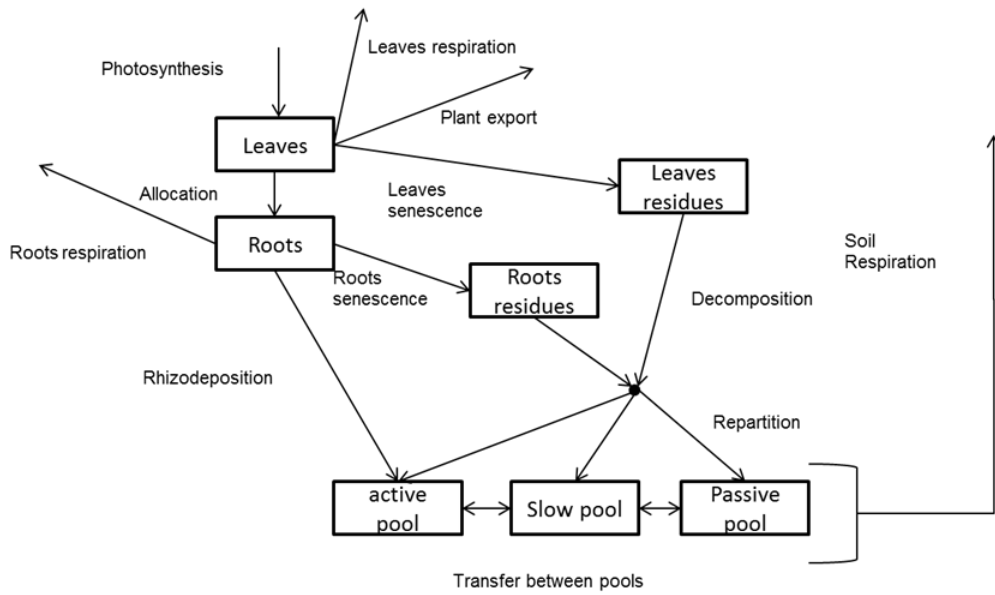 Leaves respiration
Photosynthesis
Plant export
Leaves
Leaves
residues
Allocation
Leaves
senescence
Roots respiration
Roots
Soil
Respiration
Roots
senescence
Roots
residues
Decomposition
Rhizodeposition
Repartition
active
pool
Slow pool
Passive
pool
Transfer between pools